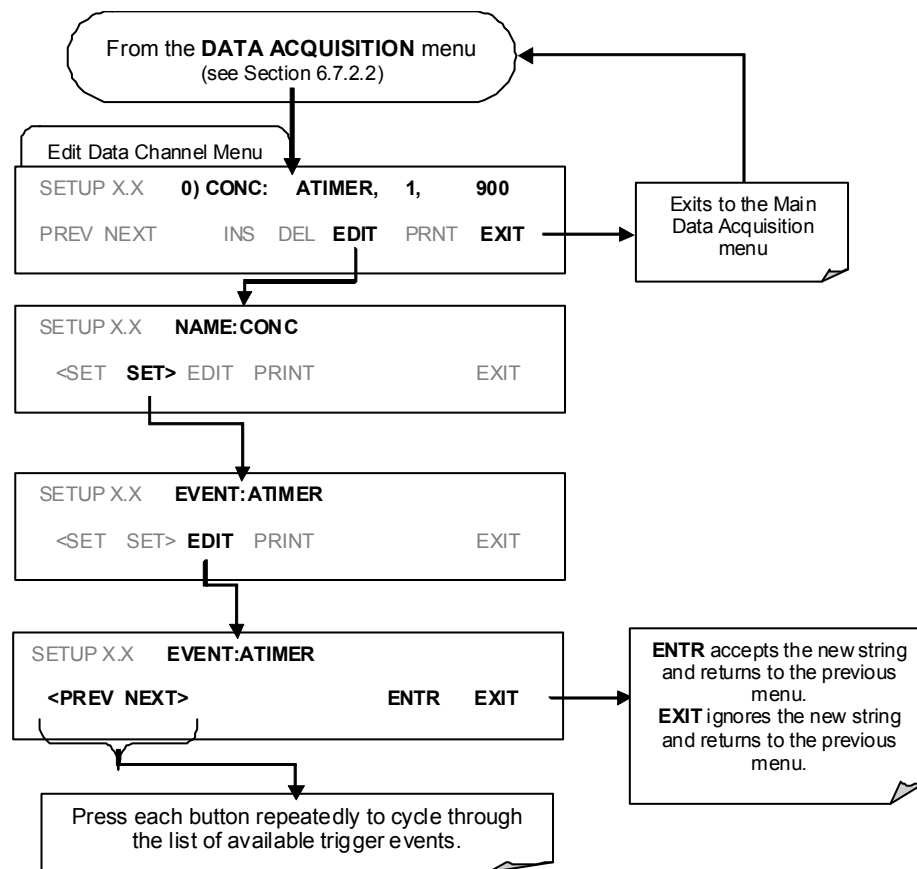 From the DATA ACQUISITION menu
(see Section 6.7.2.2)
Edit Data Channel Menu
SETUP X.X 0) CONC: ATIMER, 1, 900
PREV NEXT INS DEL EDIT PRNT EXIT
Exits to the Main
Data Acquisition
menu
SETUP X.X NAME:CONC
<SET SET> EDIT PRINT EXIT
SETUP X.X EVENT:ATIMER
<SET SET> EDIT PRINT EXIT
SETUP X.X EVENT:ATIMER
<PREV NEXT> ENTR EXIT
ENTR accepts the new string
and returns to the previous
menu.
EXIT ignores the new string
and returns to the previous
menu.
Press each button repeatedly to cycle through
the list of available trigger events.